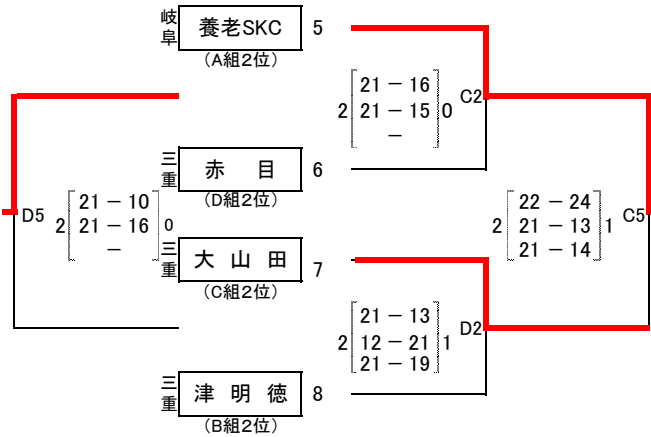 岐阜 養老SKC 5
(A組2位)
21 － 16
2 21 － 15 0 C2
－
三重 赤 目 6
(D組2位)
D5
21 － 10
2 21 － 16 0
－
22 － 24
2 21 － 13 1 C5
21 － 14
三重 大 山 田 7
(C組2位)
21 － 13
2 12 － 21 1 D2
21 － 19
三重 津 明 徳 8
(B組2位)